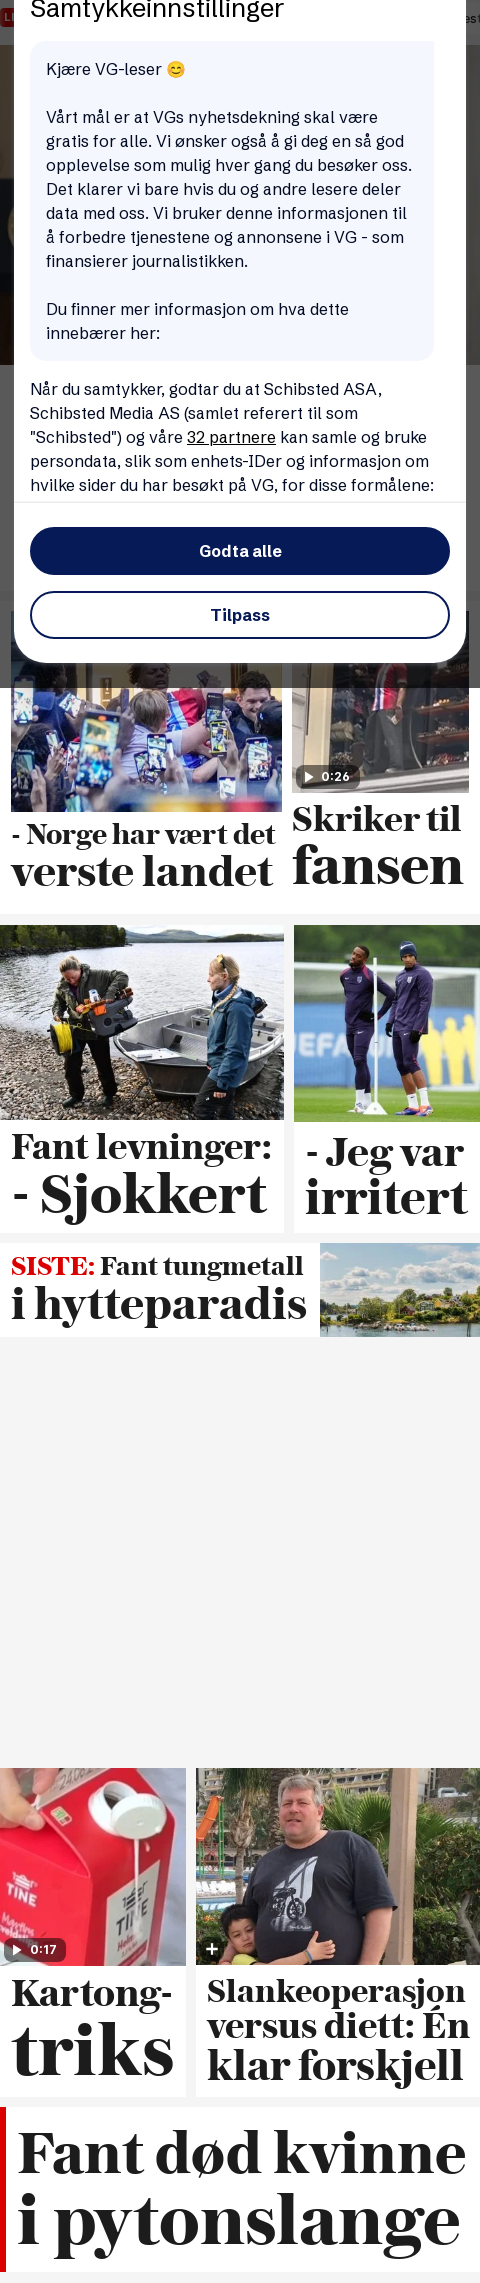 Samtykkeinnstillinger
Kjære VG-leser 😊
Vårt mål er at VGs nyhetsdekning skal være
gratis for alle. Vi ønsker også å gi deg en så god
opplevelse som mulig hver gang du besøker oss.
Det klarer vi bare hvis du og andre lesere deler
data med oss. Vi bruker denne informasjonen til
å forbedre tjenestene og annonsene i VG - som
finansierer journalistikken.
Du finner mer informasjon om hva dette
innebærer her:
Når du samtykker, godtar du at Schibsted ASA,
Schibsted Media AS (samlet referert til som
"Schibsted") og våre 32 partnere kan samle og bruke
persondata, slik som enhets-IDer og informasjon om
hvilke sider du har besøkt på VG, for disse formålene:
Godta alle
Tilpass
0:26
- Norge har vært det
verste landet
Skriker til
fansen
Fant levninger:
- Sjokkert
- Jeg var
irritert
SISTE: Fant tungmetall
i hytteparadis
TINE
TINE
0:17
Kartong-
triks
Slankeoperasjon
versus diett: Én
klar forskjell
Fant død kvinne
i pytonslange